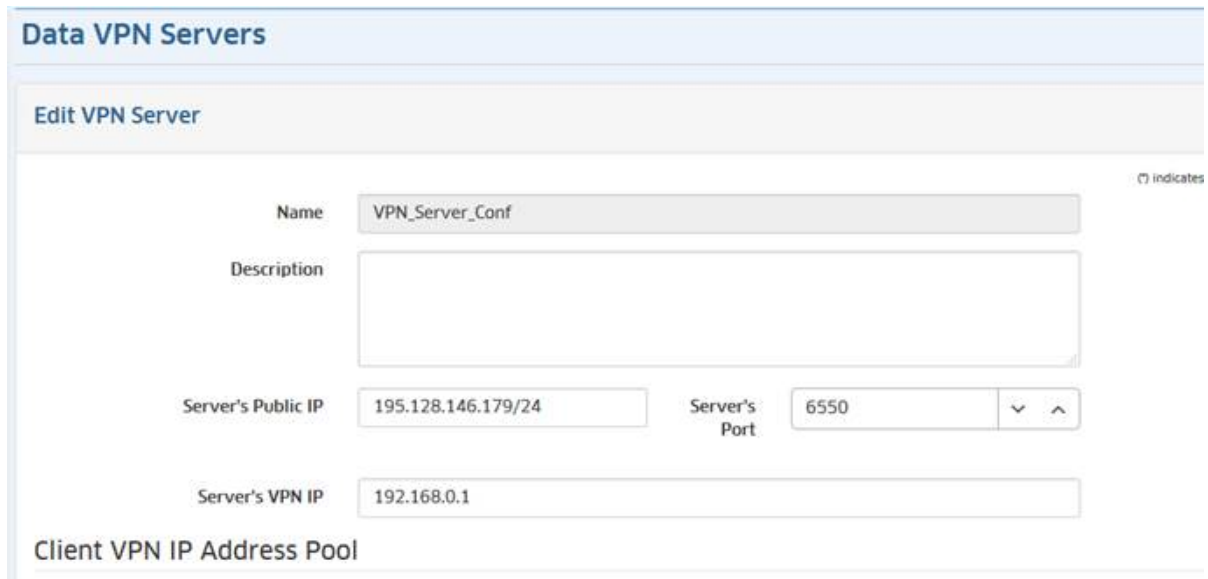 Data VPN Servers
Edit VPN Server
(*) indicates
Name VPN_Server_Conf
Description
Server's Public IP 195.128.146.179/24 Server's Port 6550
Server's VPN IP 192.168.0.1
Client VPN IP Address Pool